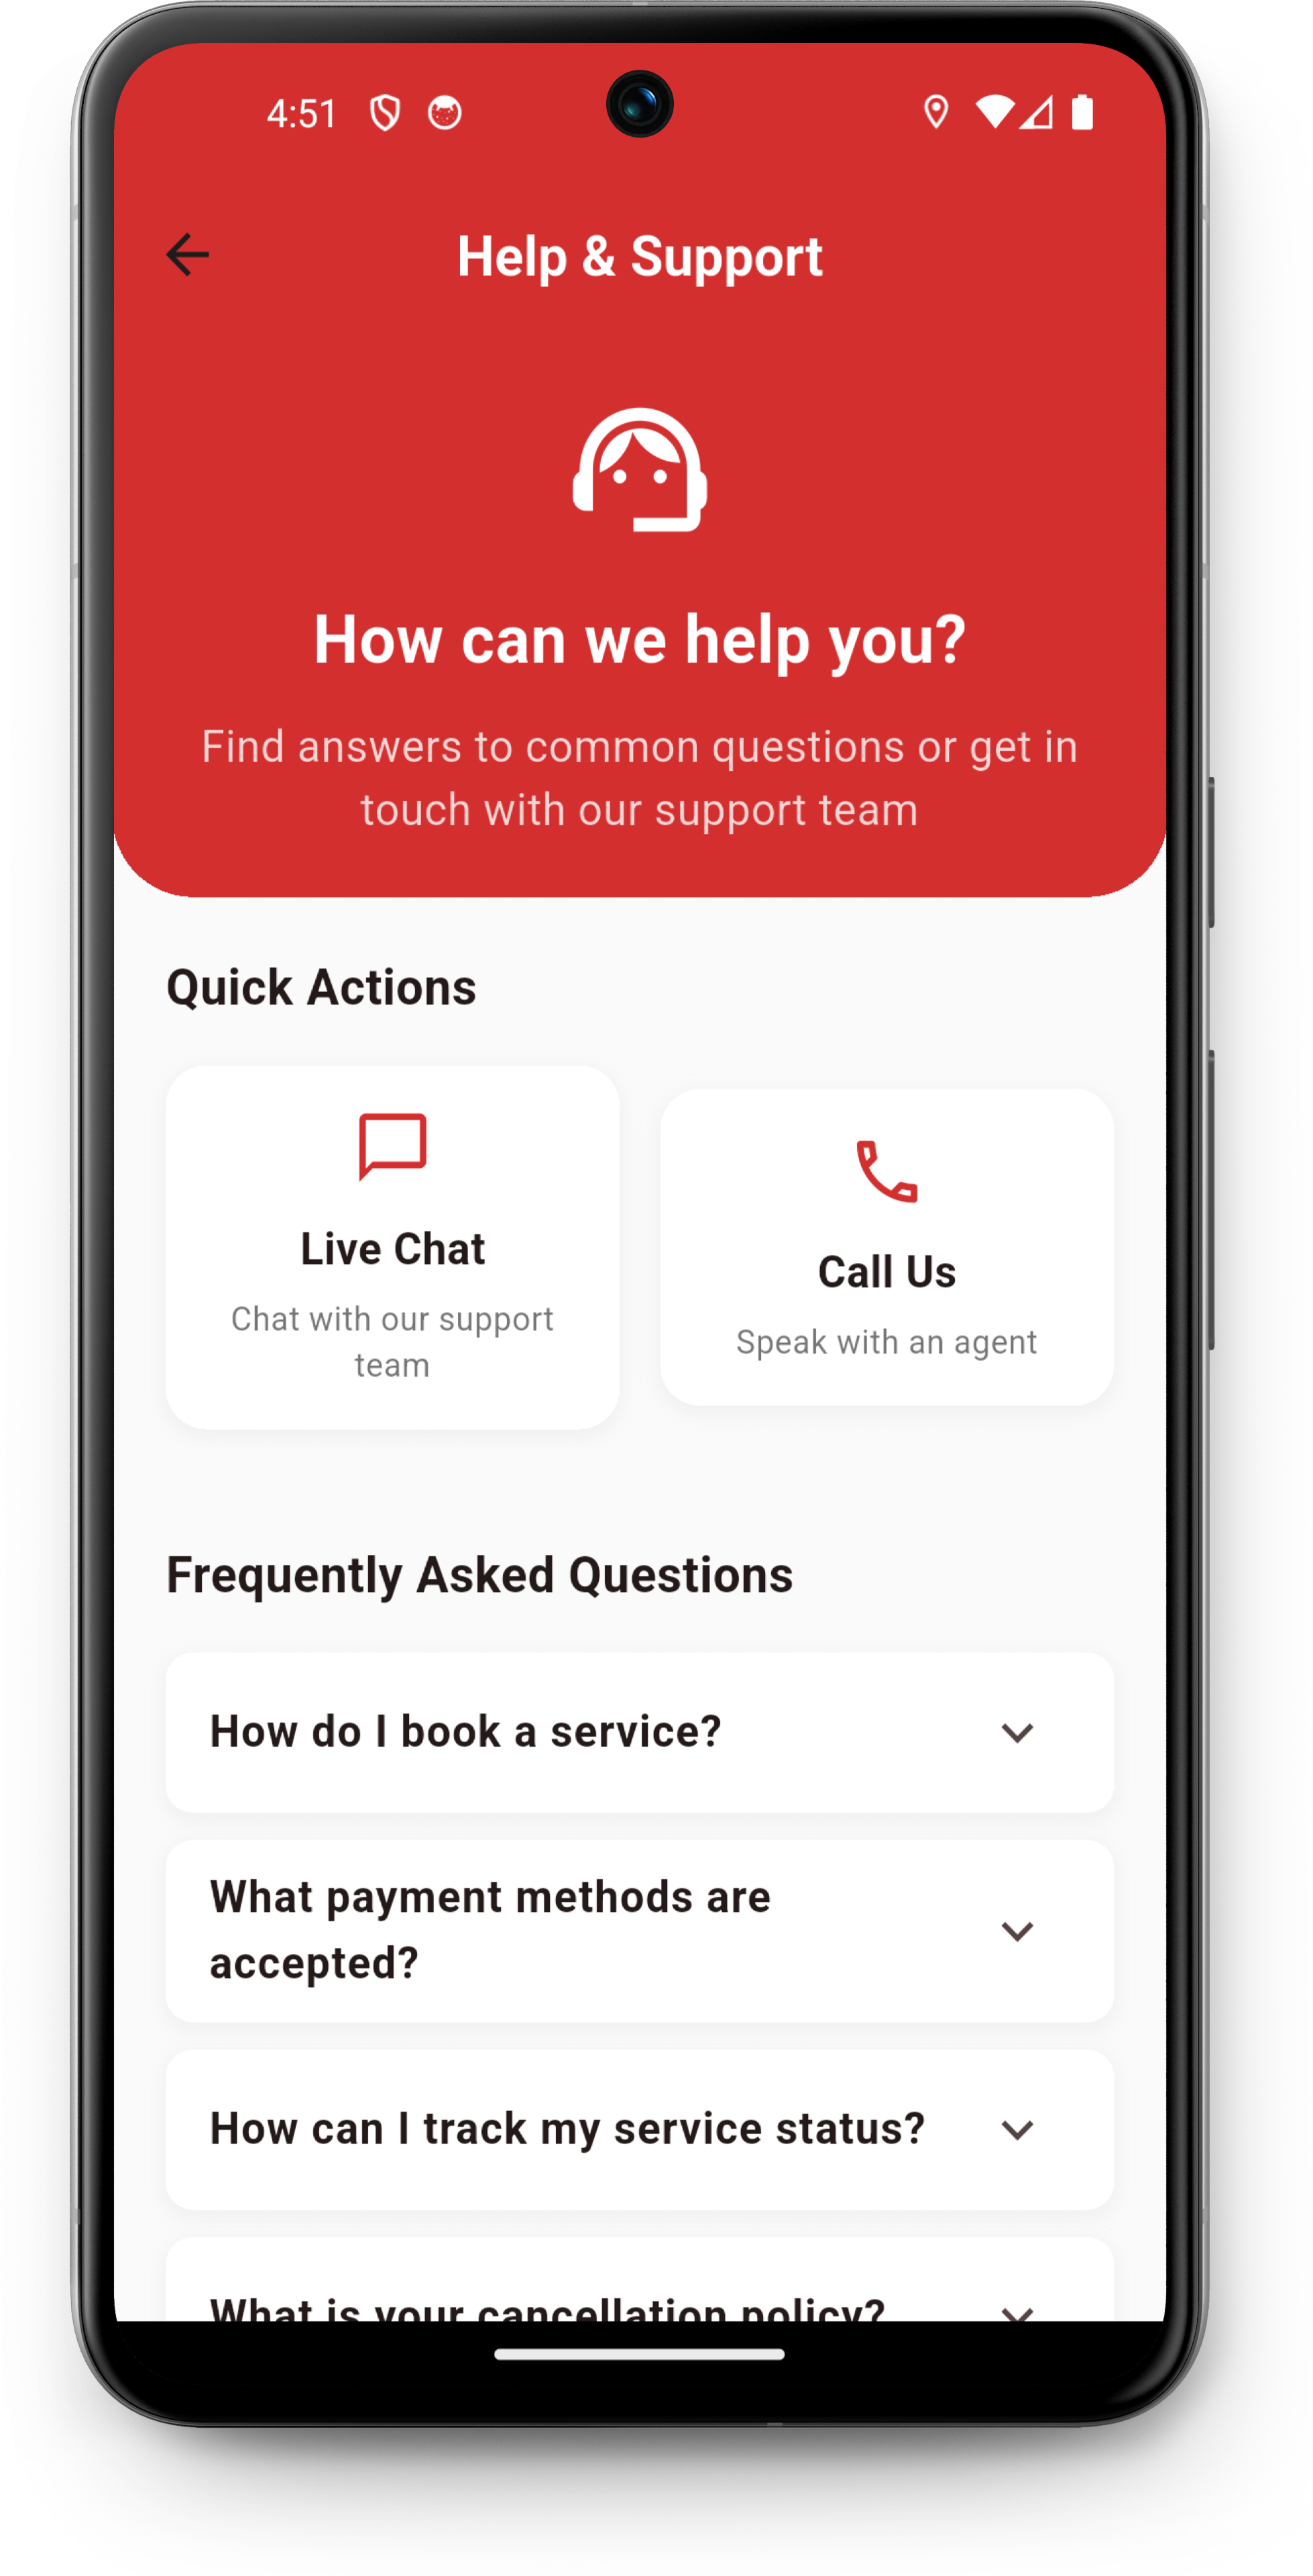 4:51
Help & Support
How can we help you?
Find answers to common questions or get in
touch with our support team
Quick Actions
Live Chat
Chat with our support
team
Call Us
Speak with an agent
Frequently Asked Questions
How do I book a service?
What payment methods are
accepted?
How can I track my service status?
What is your cancellation policy?